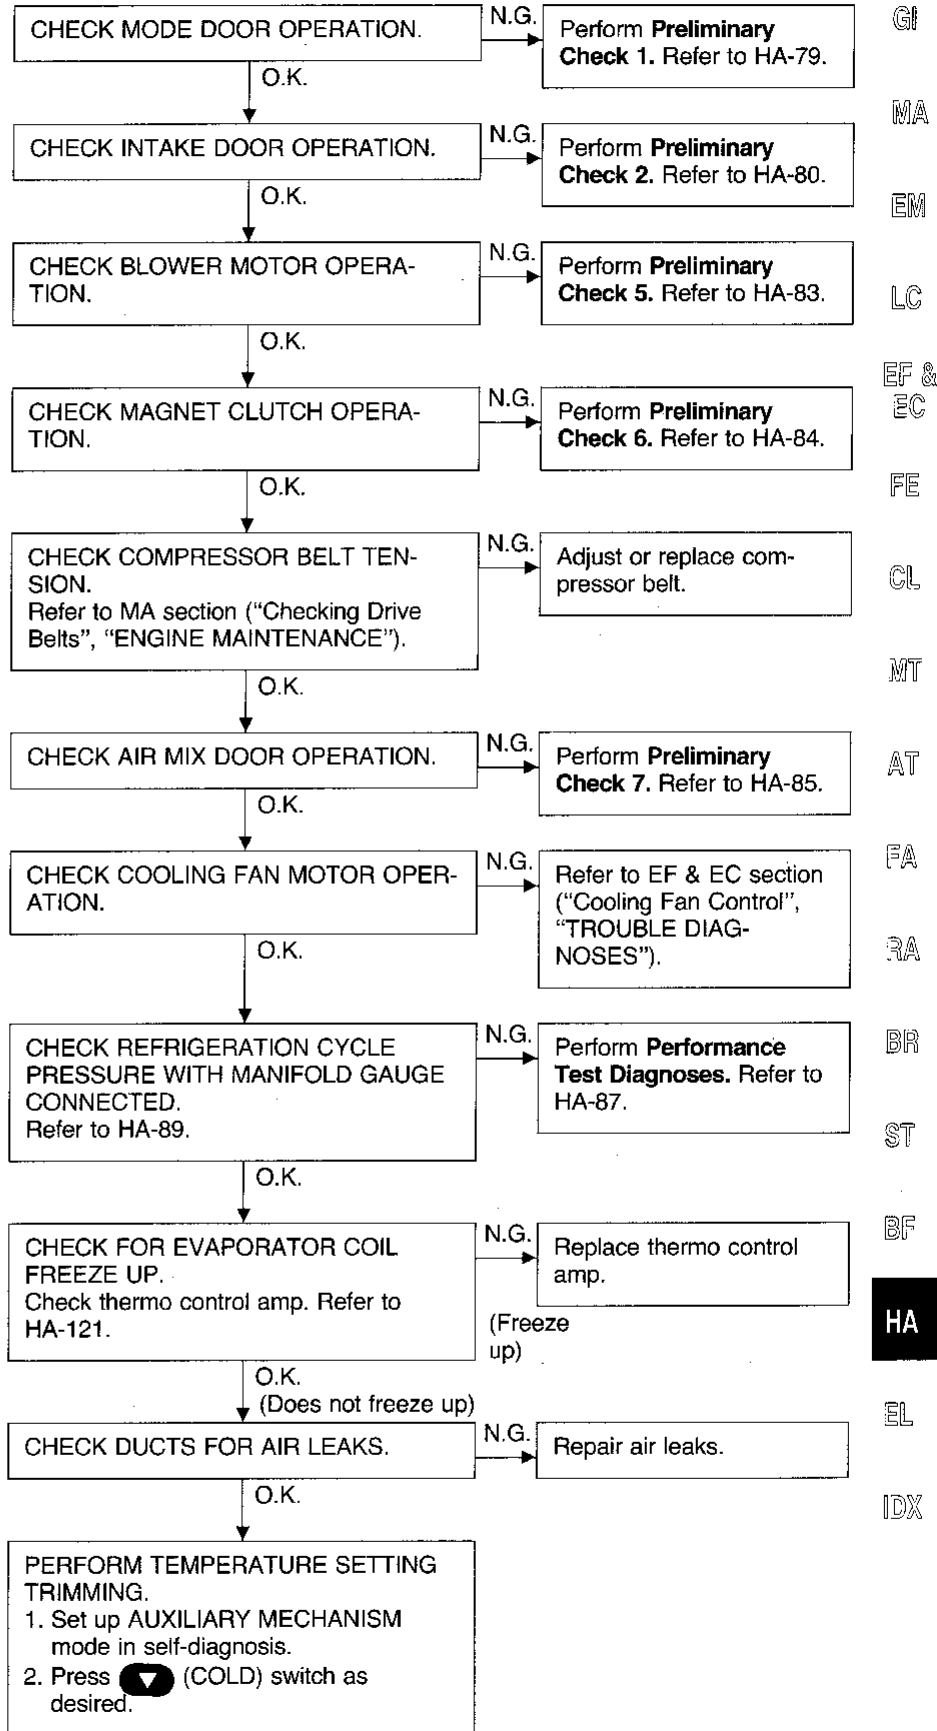 CHECK MODE DOOR OPERATION.
N.G.
Perform Preliminary
Check 1. Refer to HA-79.
O.K.
CHECK INTAKE DOOR OPERATION.
N.G.
Perform Preliminary
Check 2. Refer to HA-80.
O.K.
CHECK BLOWER MOTOR OPERA-
TION.
N.G.
Perform Preliminary
Check 5. Refer to HA-83.
O.K.
CHECK MAGNET CLUTCH OPERA-
TION.
N.G.
Perform Preliminary
Check 6. Refer to HA-84.
O.K.
CHECK COMPRESSOR BELT TEN-
SION.
Refer to MA section ("Checking Drive
Belts", "ENGINE MAINTENANCE").
N.G.
Adjust or replace com-
pressor belt.
O.K.
CHECK AIR MIX DOOR OPERATION.
N.G.
Perform Preliminary
Check 7. Refer to HA-85.
O.K.
CHECK COOLING FAN MOTOR OPER-
ATION.
N.G.
Refer to EF & EC section
("Cooling Fan Control",
"TROUBLE DIAG-
NOSES").
O.K.
CHECK REFRIGERATION CYCLE
PRESSURE WITH MANIFOLD GAUGE
CONNECTED.
Refer to HA-89.
N.G.
Perform Performance
Test Diagnoses. Refer to
HA-87.
O.K.
CHECK FOR EVAPORATOR COIL
FREEZE UP.
Check thermo control amp. Refer to
HA-121.
N.G.
(Freeze
up)
Replace thermo control
amp.
O.K.
(Does not freeze up)
CHECK DUCTS FOR AIR LEAKS.
N.G.
Repair air leaks.
O.K.
PERFORM TEMPERATURE SETTING
TRIMMING.
1. Set up AUXILIARY MECHANISM
mode in self-diagnosis.
2. Press ▼ (COLD) switch as
desired.
GI
MA
EM
LC
EF &
EC
FE
CL
MT
AT
FA
RA
BR
ST
BF
HA
EL
IDX